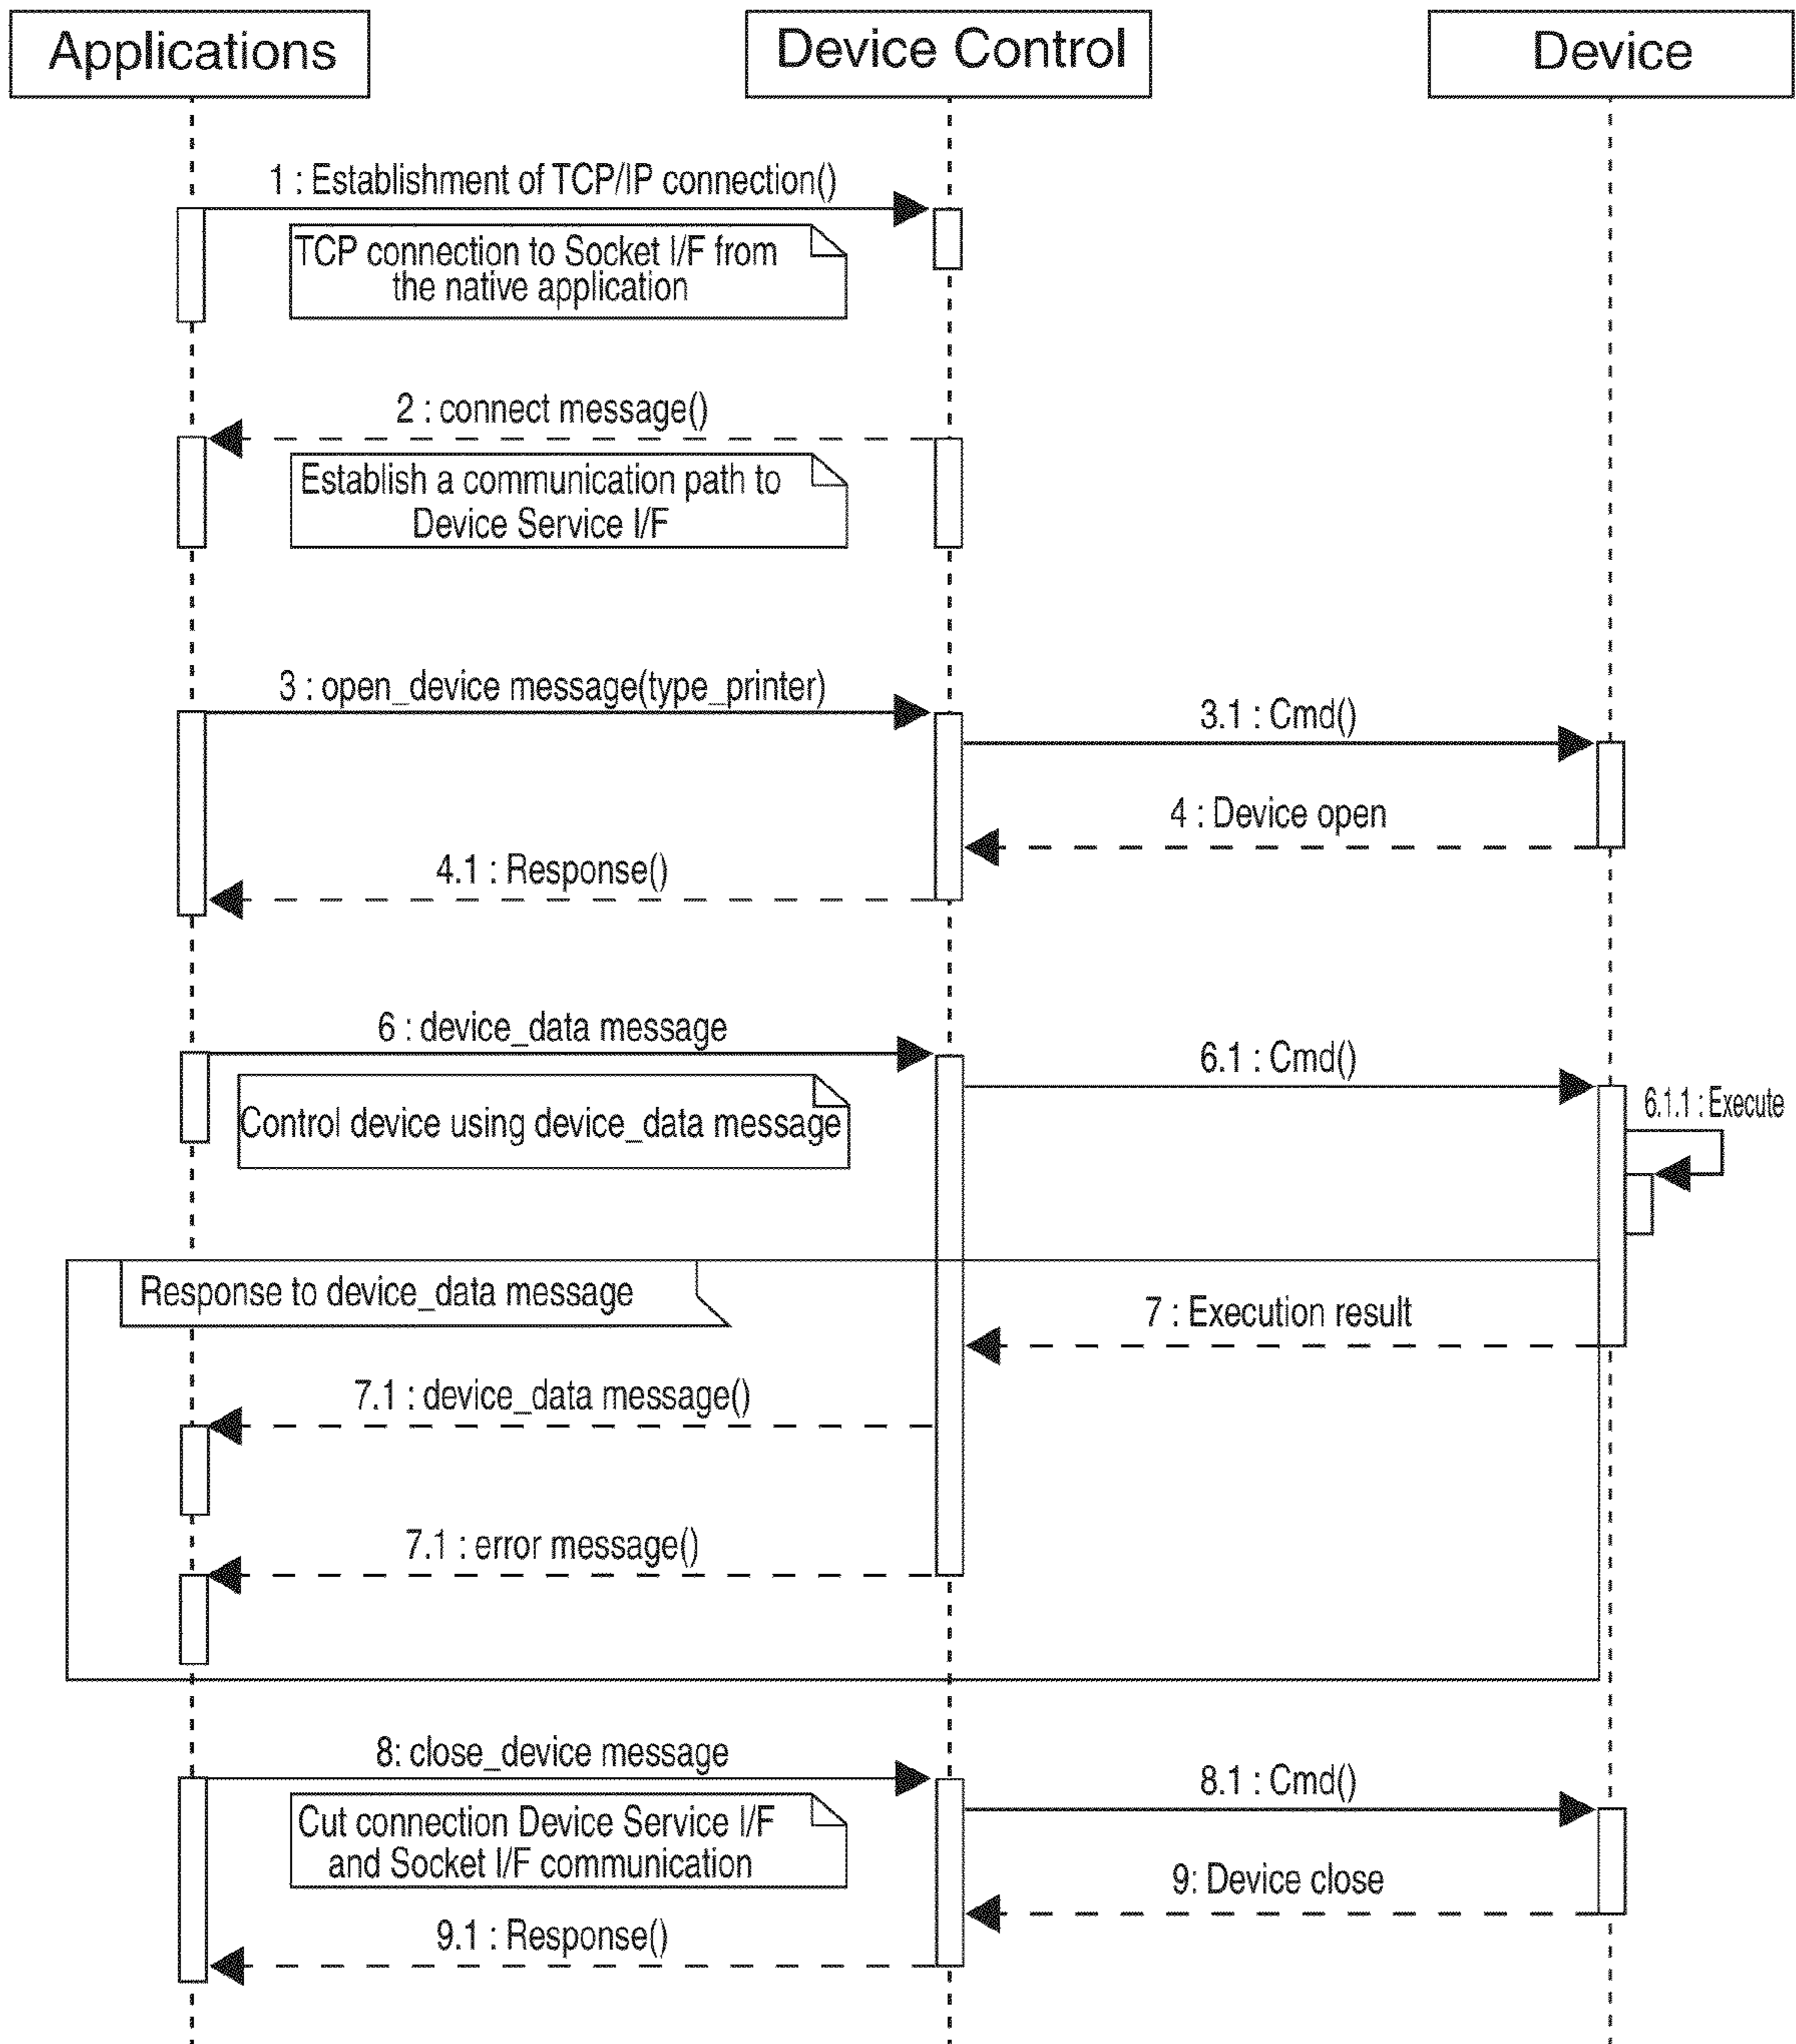 Applications
Device Control
Device
1 : Establishment of TCP/IP connection()
TCP connection to Socket I/F from
the native application
2 : connect message()
Establish a communication path to
Device Service I/F
3 : open_device message(type_printer)
3.1 : Cmd()
4 : Device open
4.1 : Response()
6 : device_data message
6.1 : Cmd()
6.1.1 : Execute
Control device using device_data message
Response to device_data message
7 : Execution result
7.1 : device_data message()
7.1 : error message()
8: close_device message
8.1 : Cmd()
Cut connection Device Service I/F
and Socket I/F communication
9: Device close
9.1 : Response()